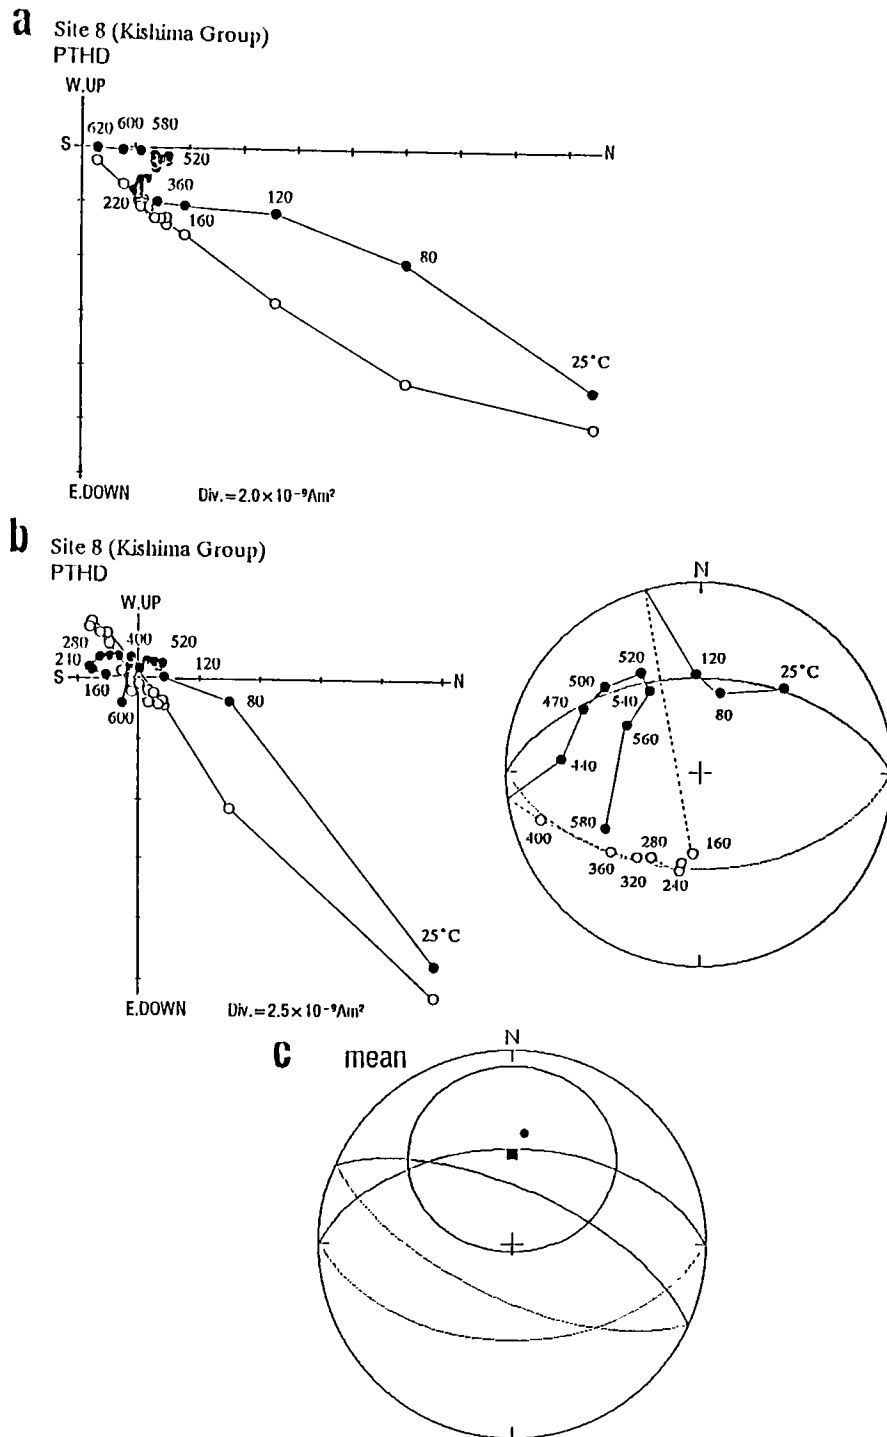 a
Site 8 (Kishima Group)
PTHD
W.UP
620 600 580
S
N
520
360
120
220
160
80
25°C
E.DOWN
Div.=2.0×10⁻⁹Am²
b
Site 8 (Kishima Group)
PTHD
W.UP
280
400
520
240
120
S
N
160
80
600
25°C
E.DOWN
Div.=2.5×10⁻⁹Am²
N
520
120
25°C
500
470
540
80
560
440
580
400
280
160
360
320
240
c
mean
N